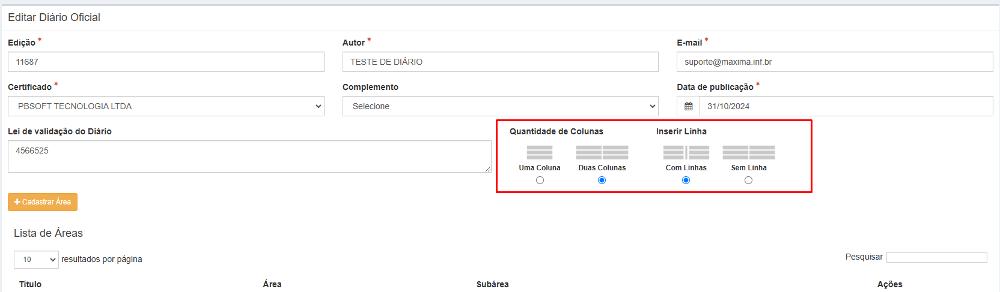 Editar Diário Oficial
Edição *
Autor *
E-mail *
11687
TESTE DE DIÁRIO
suporte@maxima.inf.br
Certificado *
Complemento
Data de publicação *
PBSOFT TECNOLOGIA LTDA
Selecione
31/10/2024
Lei de validação do Diário
Quantidade de Colunas
Inserir Linha
4566525
Uma Coluna
Duas Colunas
Com Linhas
Sem Linha
+ Cadastrar Área
Lista de Áreas
10 resultados por página
Pesquisar
Título
Área
Subárea
Ações